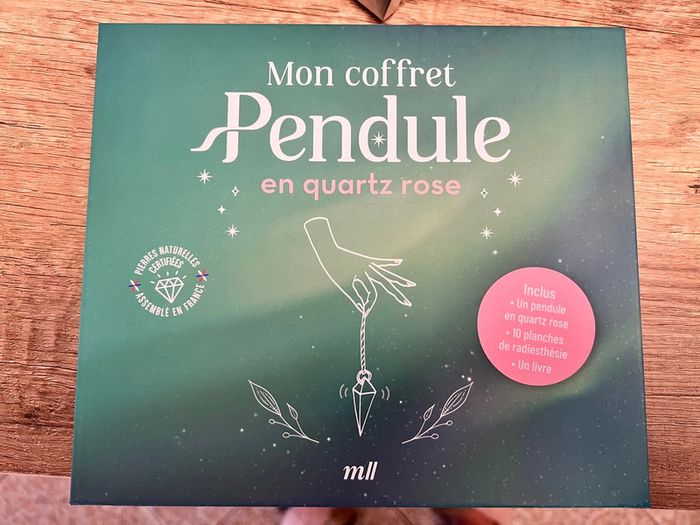 Mon coffret
Pendule
en quartz rose
PIERRES NATURELLES
CERTIFIÉES
ASSEMBLÉ EN FRANCE
Inclus
• Un pendule
en quartz rose
• 10 planches
de radiesthésie
• Un livre
mll